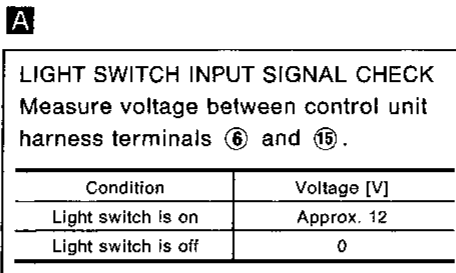 A
LIGHT SWITCH INPUT SIGNAL CHECK
Measure voltage between control unit
harness terminals ⑥ and ⑮.
Condition Voltage [V]
Light switch is on Approx. 12
Light switch is off 0